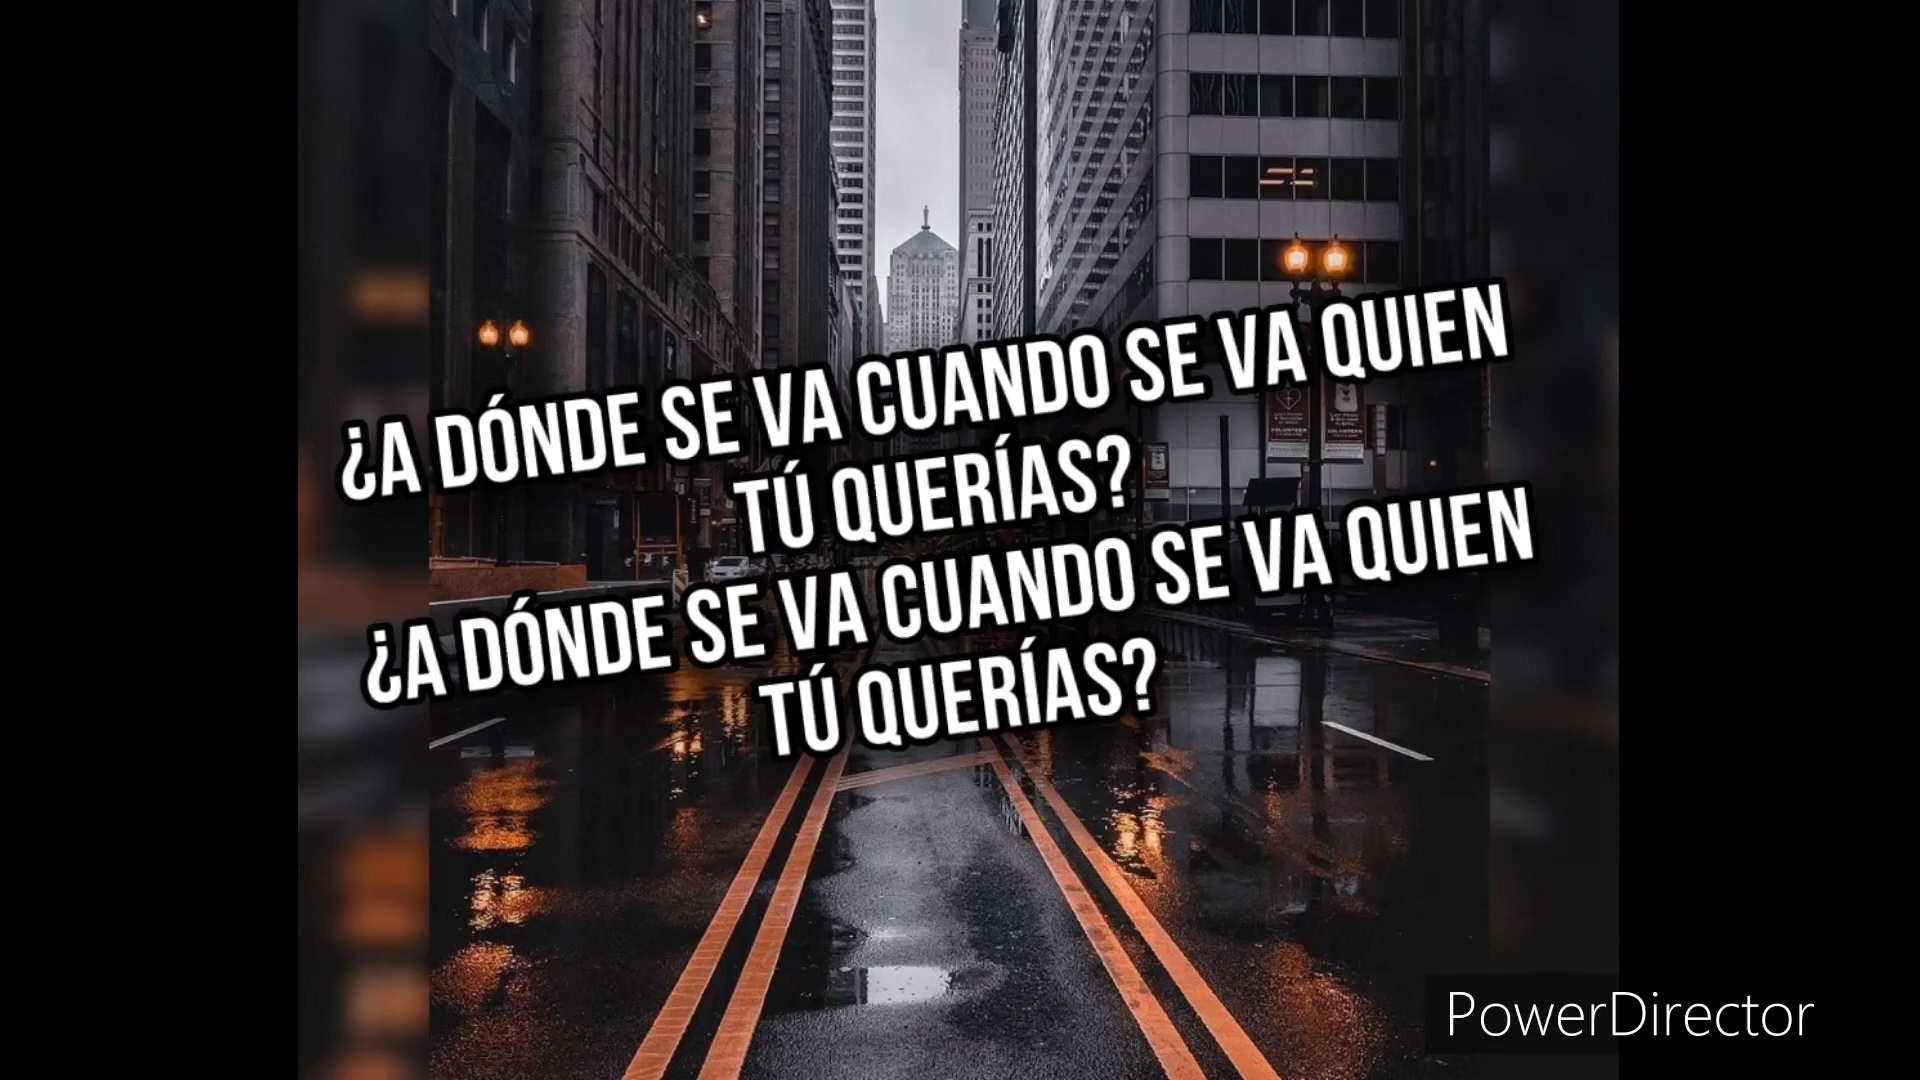 ¿A DÓNDE SE VA CUANDO SE VA QUIEN
TÚ QUERÍAS?
¿A DÓNDE SE VA CUANDO SE VA QUIEN
TÚ QUERÍAS?
PowerDirector